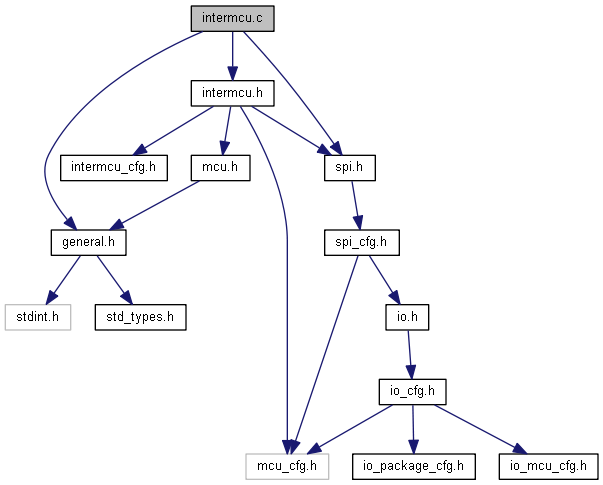 intermcu.c
intermcu.h
intermcu_cfg.h
mcu.h
spi.h
general.h
spi_cfg.h
stdint.h
std_types.h
io.h
io_cfg.h
mcu_cfg.h
io_package_cfg.h
io_mcu_cfg.h